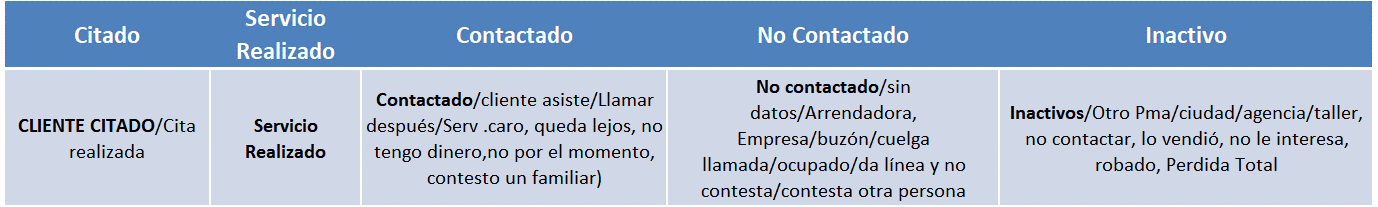 Citado
Servicio
Realizado
Contactado
No Contactado
Inactivo
CLIENTE CITADO/Cita
realizada
Servicio
Realizado
Contactado/cliente asiste/Llamar
después/Serv .caro, queda lejos, no
tengo dinero,no por el momento,
contesto un familiar)
No contactado/sin
datos/Arrendadora,
Empresa/buzón/cuelga
llamada/ocupado/da línea y no
contesta/contesta otra persona
Inactivos/Otro Pma/ciudad/agencia/taller,
no contactar, lo vendió, no le interesa,
robado, Perdida Total